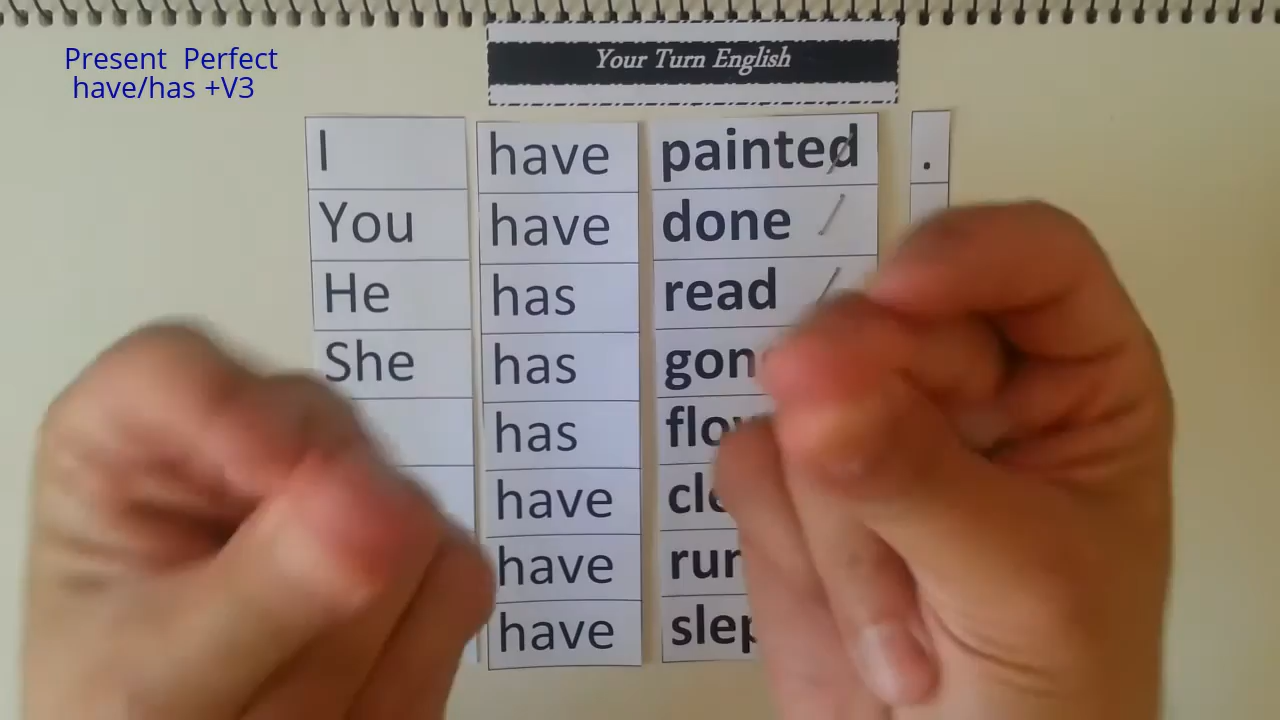 Present Perfect
have/has +V3
Your Turn English
I have painted .
You have done
He has read
She has
has
have
have
have